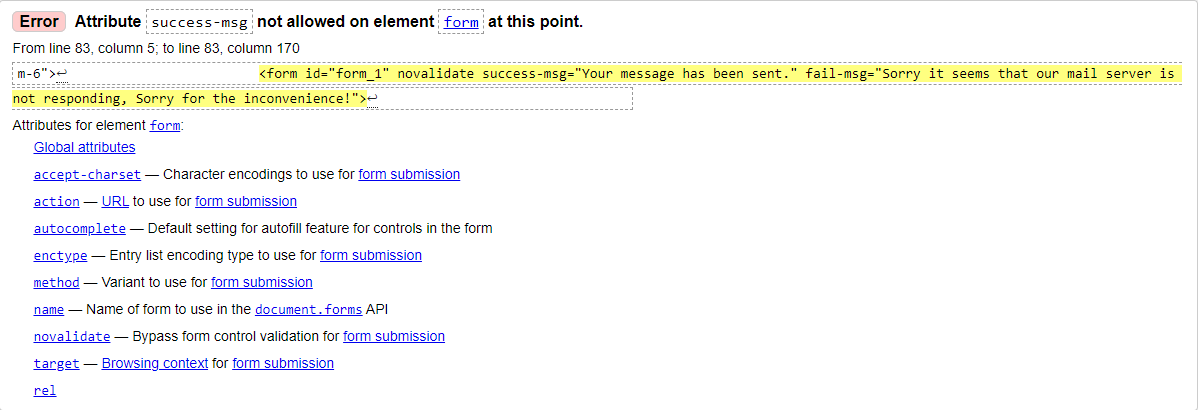 Error Attribute success-msg not allowed on element form at this point.
From line 83, column 5; to line 83, column 170
m-6">↩ <form id="form_1" novalidate success-msg="Your message has been sent." fail-msg="Sorry it seems that our mail server is
not responding, Sorry for the inconvenience!">↩
Attributes for element form:
Global attributes
accept-charset — Character encodings to use for form submission
action — URL to use for form submission
autocomplete — Default setting for autofill feature for controls in the form
enctype — Entry list encoding type to use for form submission
method — Variant to use for form submission
name — Name of form to use in the document.forms API
novalidate — Bypass form control validation for form submission
target — Browsing context for form submission
rel